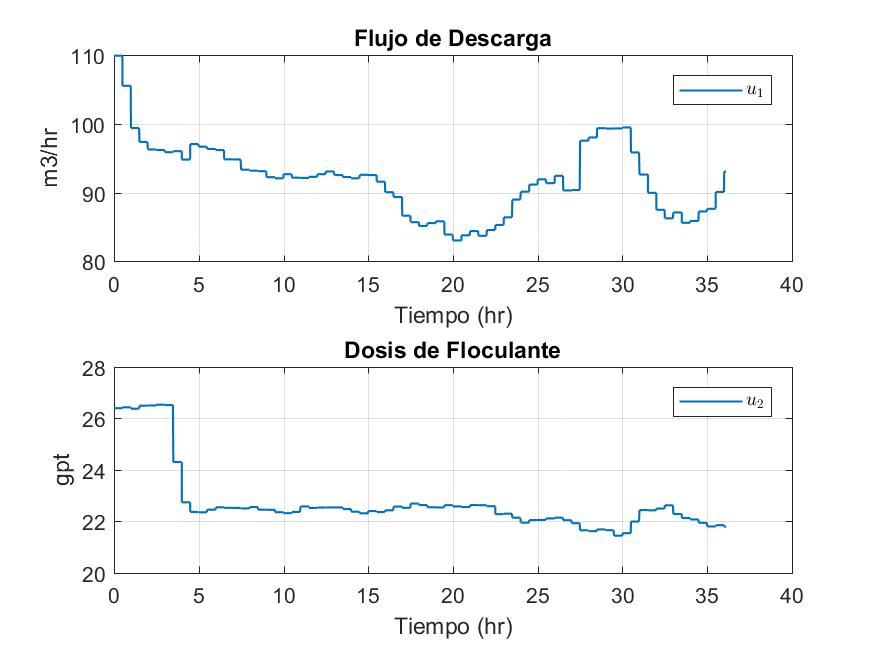 Flujo de Descarga
110
100
90
80
m3/hr
u1
0 5 10 15 20 25 30 35 40
Tiempo (hr)
Dosis de Floculante
28
26
24
22
20
gpt
u2
0 5 10 15 20 25 30 35 40
Tiempo (hr)